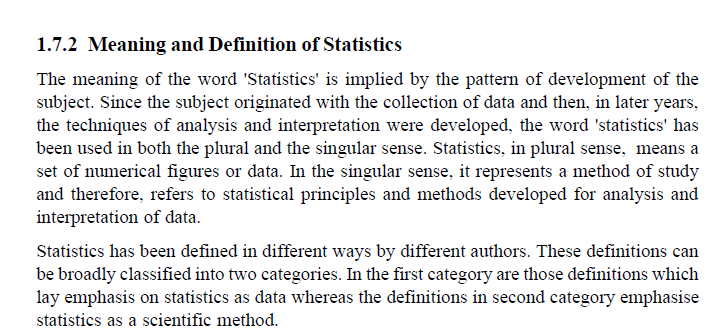 1.7.2 Meaning and Definition of Statistics
The meaning of the word 'Statistics' is implied by the pattern of development of the
subject. Since the subject originated with the collection of data and then, in later years,
the techniques of analysis and interpretation were developed, the word 'statistics' has
been used in both the plural and the singular sense. Statistics, in plural sense, means a
set of numerical figures or data. In the singular sense, it represents a method of study
and therefore, refers to statistical principles and methods developed for analysis and
interpretation of data.
Statistics has been defined in different ways by different authors. These definitions can
be broadly classified into two categories. In the first category are those definitions which
lay emphasis on statistics as data whereas the definitions in second category emphasise
statistics as a scientific method.